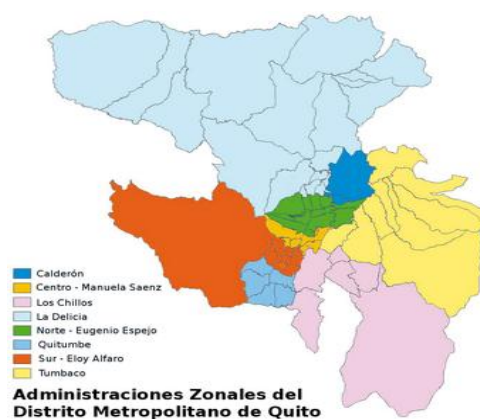 Calderón
Centro - Manuela Saenz
Los Chillos
La Delicia
Norte - Eugenio Espejo
Quitumbe
Sur - Eloy Alfaro
Tumbaco
Administraciones Zonales del
Distrito Metropolitano de Quito